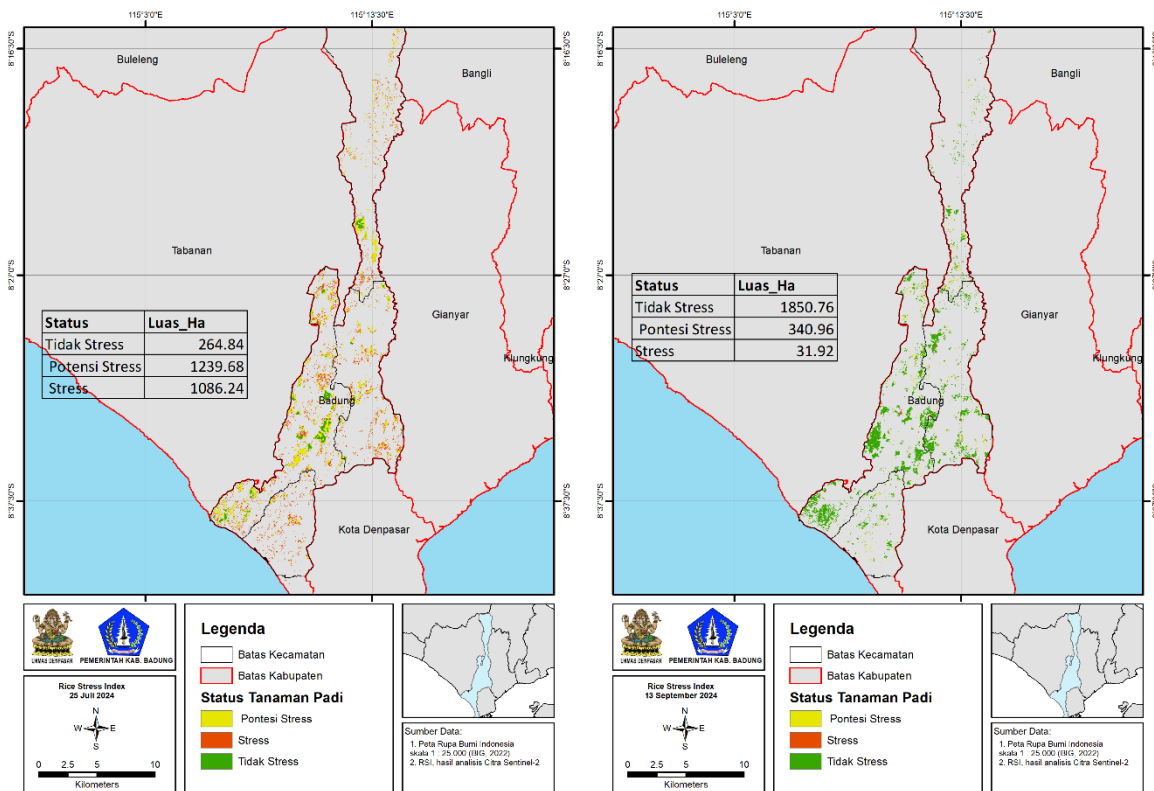 115°3'0"E 115°13'30"E
8°16'30"S
Buleleng
Bangli
Tabanan
8°27'0"S
Gianyar
Status Luas_Ha
Tidak Stress 264.84
Potensi Stress 1239.68
Stress 1086.24
Klungkung
Badung
8°37'30"S
Kota Denpasar
UNMAS DENPASAR
PEMERINTAH KAB. BADUNG
Rice Stress Index
25 Juli 2024
N
W E
S
0 2.5 5 10
Kilometers
Legenda
Batas Kecamatan
Batas Kabupaten
Status Tanaman Padi
Pontesi Stress
Stress
Tidak Stress
Sumber Data:
1. Peta Rupa Bumi Indonesia
skala 1 : 25.000 (BIG, 2022)
2. RSI, hasil analisis Citra Sentinel-2
115°3'0"E 115°13'30"E
8°16'30"S
Buleleng
Bangli
Tabanan
8°27'0"S
Status Luas_Ha
Tidak Stress 1850.76
Pontesi Stress 340.96
Stress 31.92
Gianyar
Klungkung
Badung
8°37'30"S
Kota Denpasar
UNMAS DENPASAR
PEMERINTAH KAB. BADUNG
Rice Stress Index
13 September 2024
N
W E
S
0 2.5 5 10
Kilometers
Legenda
Batas Kecamatan
Batas Kabupaten
Status Tanaman Padi
Pontesi Stress
Stress
Tidak Stress
Sumber Data:
1. Peta Rupa Bumi Indonesia
skala 1 : 25.000 (BIG, 2022)
2. RSI, hasil analisis Citra Sentinel-2